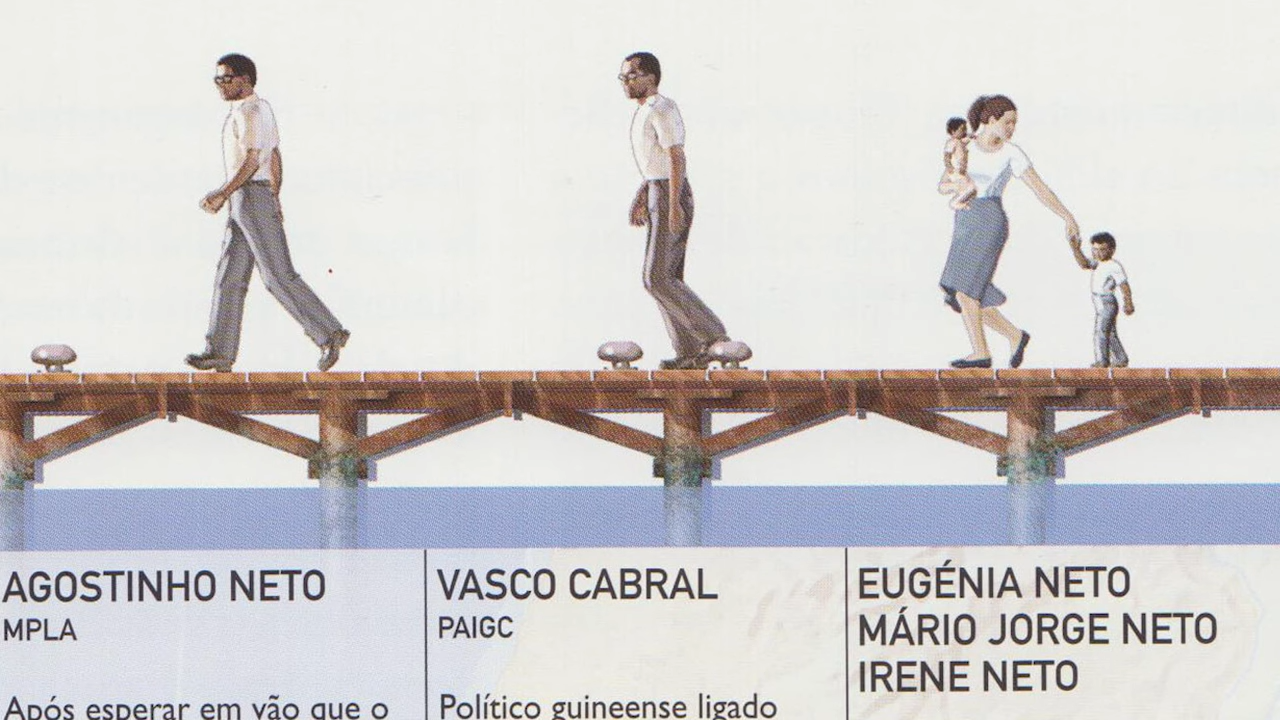 AGOSTINHO NETO
MPLA
Após esperar em vão que o
VASCO CABRAL
PAIGC
Político guineense ligado
EUGÉNIA NETO
MÁRIO JORGE NETO
IRENE NETO